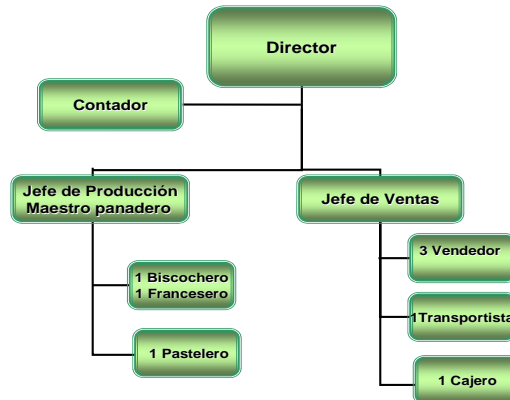 Director
Contador
Jefe de Producción
Maestro panadero
Jefe de Ventas
1 Biscochero
1 Francesero
1 Pastelero
3 Vendedor
1Transportista
1 Cajero